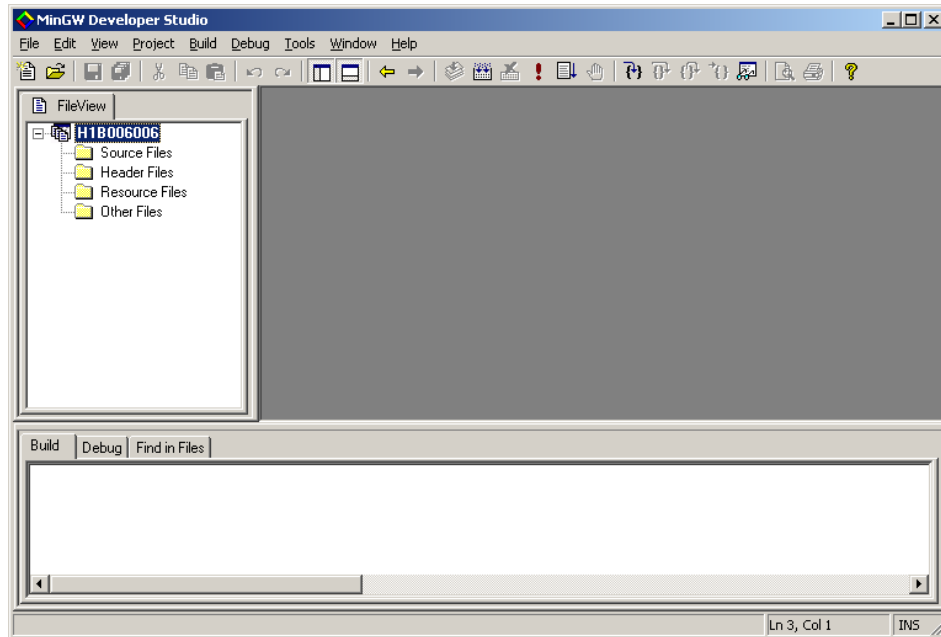 MinGW Developer Studio
File Edit View Project Build Debug Tools Window Help
FileView
H1B006006
Source Files
Header Files
Resource Files
Other Files
Build Debug Find in Files
Ln 3, Col 1 INS